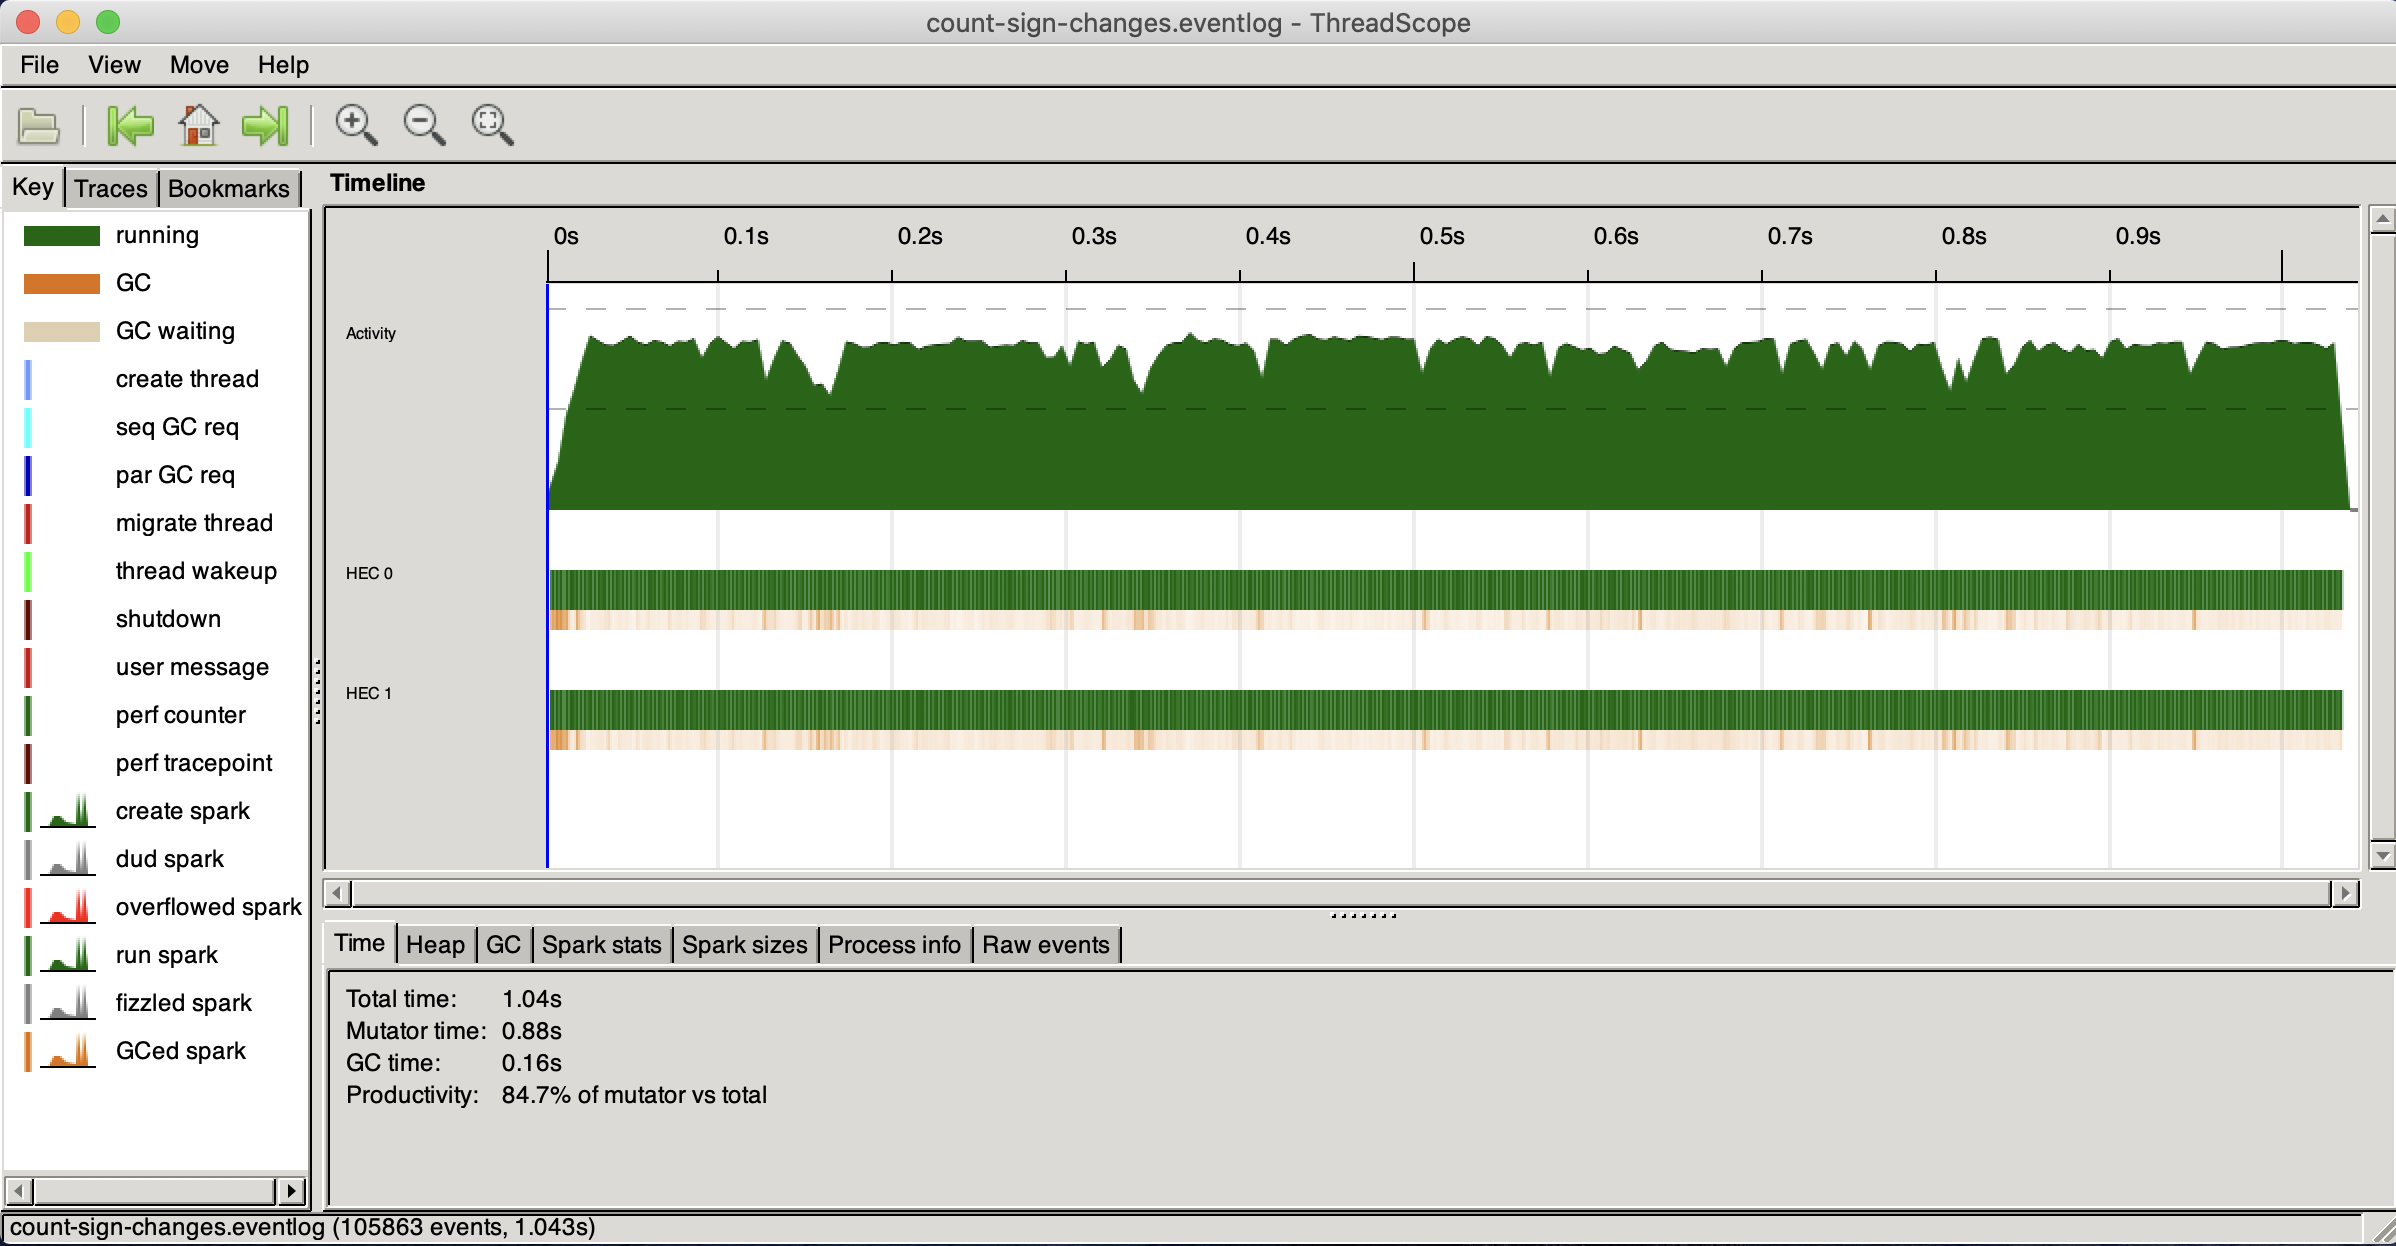 count-sign-changes.eventlog - ThreadScope
File View Move Help
Key Traces Bookmarks
running
GC
GC waiting
create thread
seq GC req
par GC req
migrate thread
thread wakeup
shutdown
user message
perf counter
perf tracepoint
create spark
dud spark
overflowed spark
run spark
fizzled spark
GCed spark
Timeline
0s 0.1s 0.2s 0.3s 0.4s 0.5s 0.6s 0.7s 0.8s 0.9s
Activity
HEC 0
HEC 1
Time Heap GC Spark stats Spark sizes Process info Raw events
Total time: 1.04s
Mutator time: 0.88s
GC time: 0.16s
Productivity: 84.7% of mutator vs total
count-sign-changes.eventlog (105863 events, 1.043s)